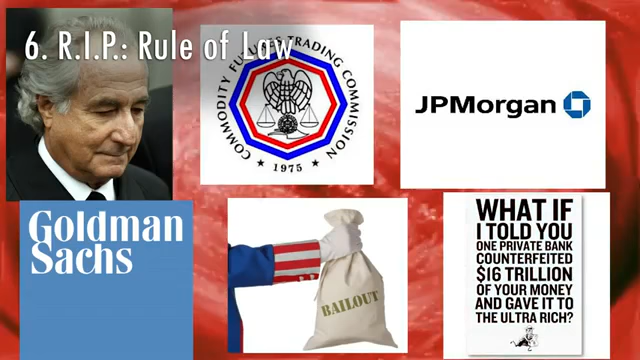 6. R.I.P.: Rule of Law
COMMODITY FUTURES TRADING COMMISSION
★ 1975 ★
JPMorgan
Goldman
Sachs
BAILOUT
WHAT IF
I TOLD YOU
ONE PRIVATE BANK
COUNTERFEITED
$16 TRILLION
OF YOUR MONEY
AND GAVE IT TO
THE ULTRA RICH?